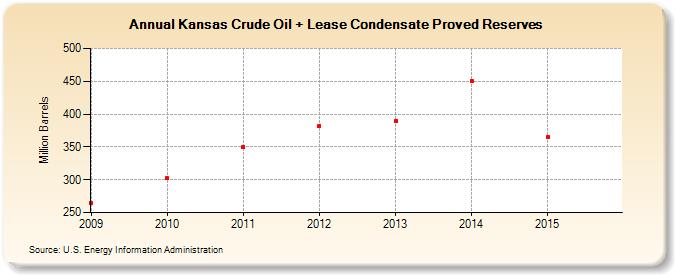 Annual Kansas Crude Oil + Lease Condensate Proved Reserves
Million Barrels
500
450
400
350
300
250
2009 2010 2011 2012 2013 2014 2015
Source: U.S. Energy Information Administration